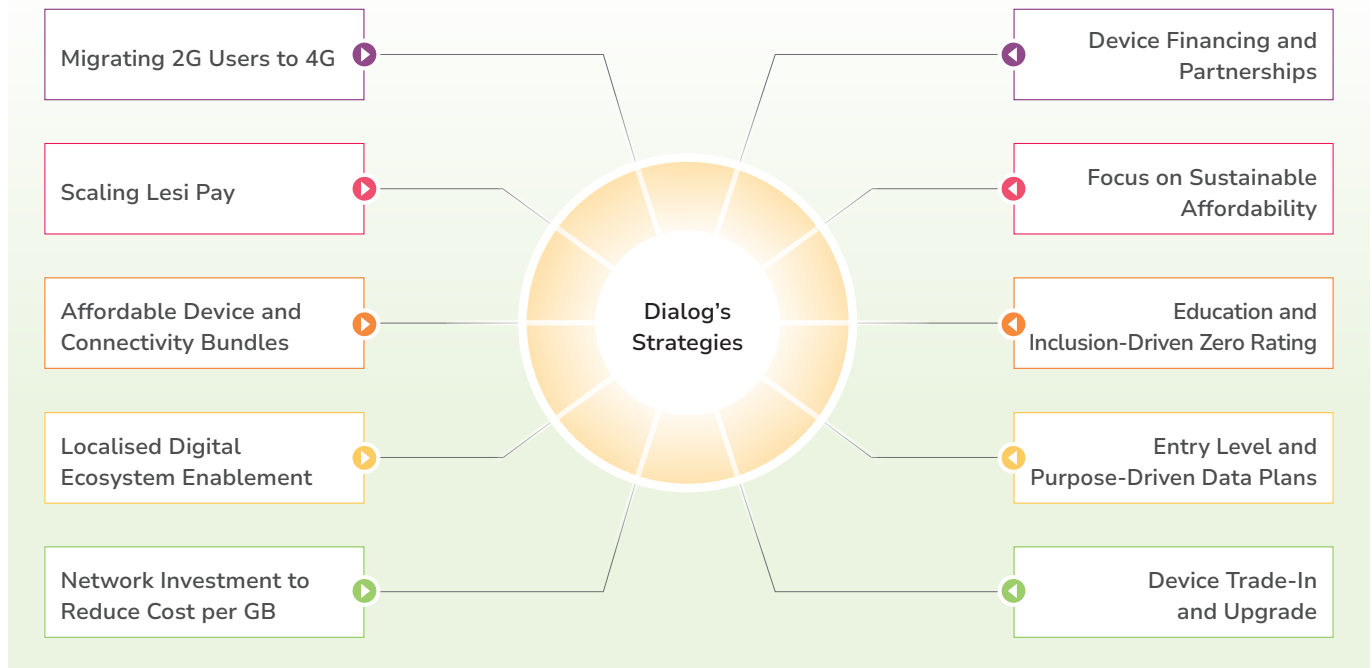 Migrating 2G Users to 4G
Scaling Lesi Pay
Affordable Device and
Connectivity Bundles
Localised Digital
Ecosystem Enablement
Network Investment to
Reduce Cost per GB
Dialog's
Strategies
Device Financing and
Partnerships
Focus on Sustainable
Affordability
Education and
Inclusion-Driven Zero Rating
Entry Level and
Purpose-Driven Data Plans
Device Trade-In
and Upgrade